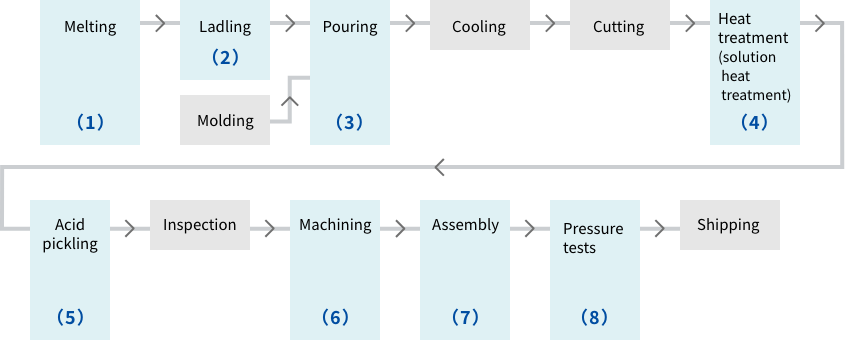 Melting
(1)
Ladling
(2)
Molding
Pouring
(3)
Cooling
Cutting
Heat
treatment
(solution
heat
treatment)
(4)
Acid
pickling
(5)
Inspection
Machining
(6)
Assembly
(7)
Pressure
tests
(8)
Shipping